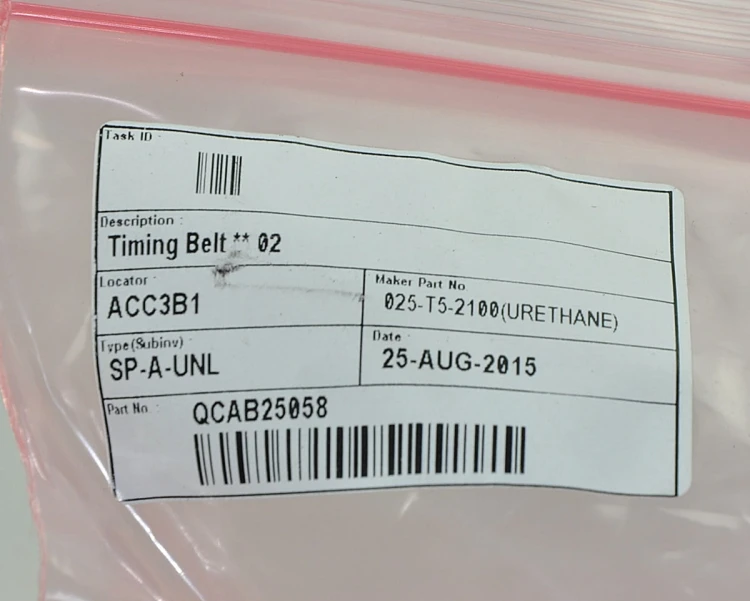 Task ID :
Description :
Timing Belt ** 02
Locator :
ACC3B1
Maker Part No
025-T5-2100(URETHANE)
Type(Subinv)
SP-A-UNL
Date :
25-AUG-2015
Part No. :
QCAB25058